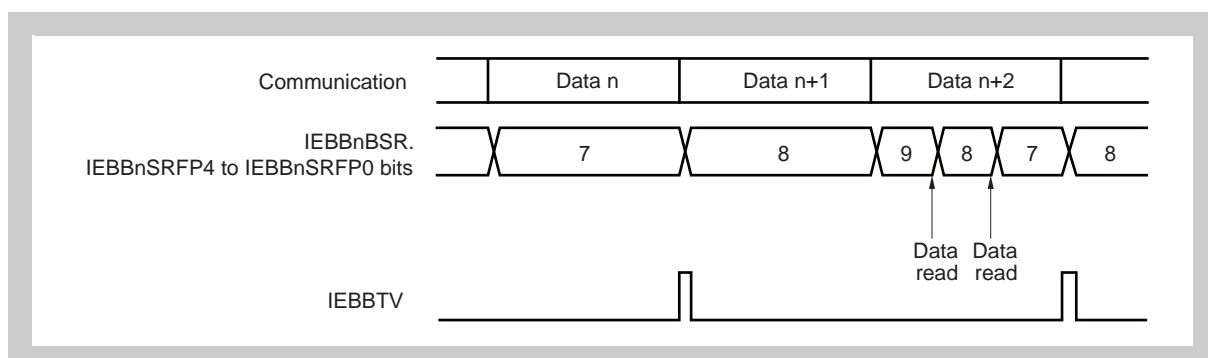 Communication
Data n
Data n+1
Data n+2
IEBBnBSR.
IEBBnSRFP4 to IEBBnSRFP0 bits
7
8
9
8
7
8
Data Data
read read
IEBBTV